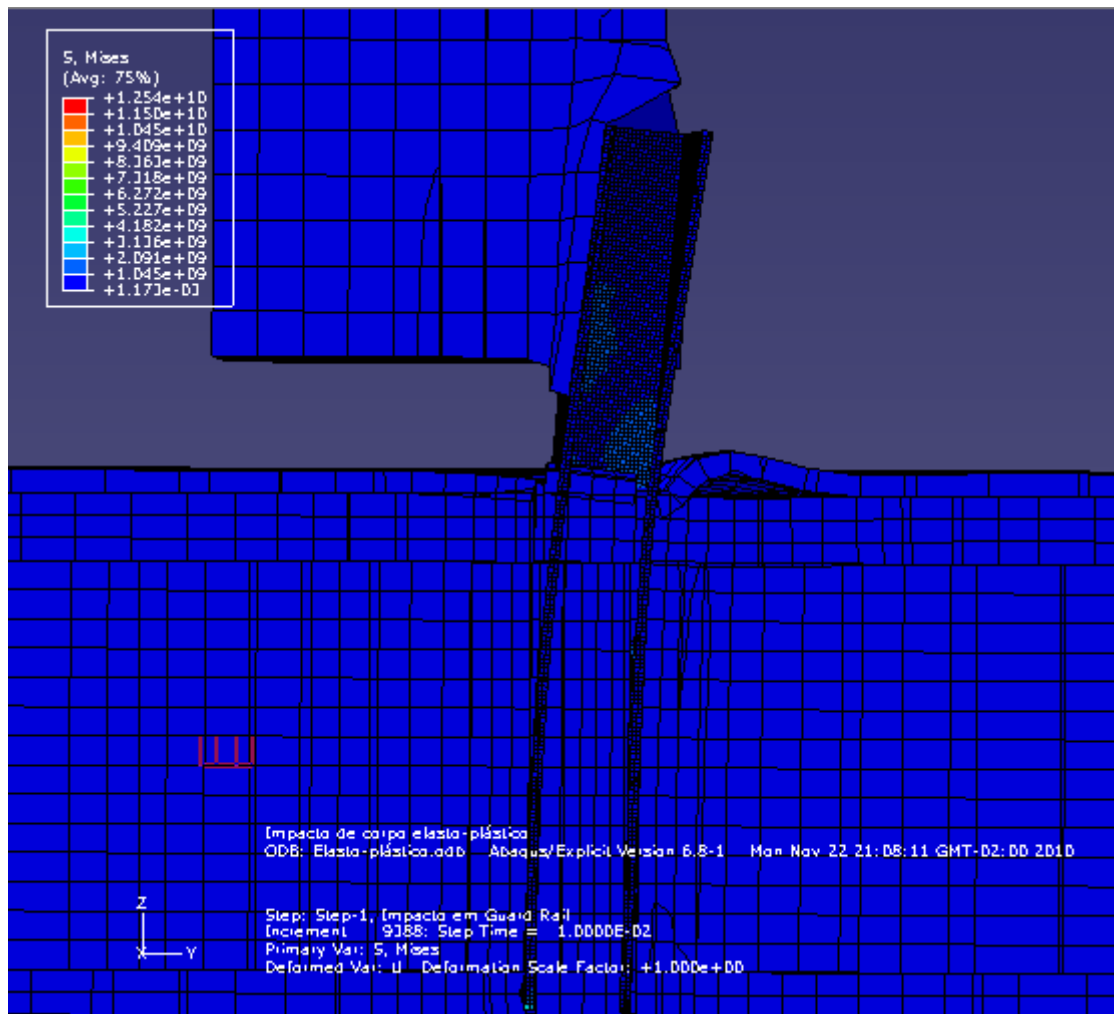 S, Mises
(Avg: 75%)
+1.254e+10
+1.150e+10
+1.045e+10
+9.409e+09
+8.363e+09
+7.318e+09
+6.272e+09
+5.227e+09
+4.182e+09
+3.136e+09
+2.091e+09
+1.045e+09
+1.173e-03
Impacto de corpo elasto-plástico
ODB: Elasto-plástico.odb Abaqus/Explicit Version 6.8-1 Mon Nov 22 21:08:11 GMT-02:00 2010
Z
X Y
Step: Step-1, Impacto em Guard Rail
Increment 9388: Step Time = 1.0000E-02
Primary Var: S, Mises
Deformed Var: U Deformation Scale Factor: +1.000e+00